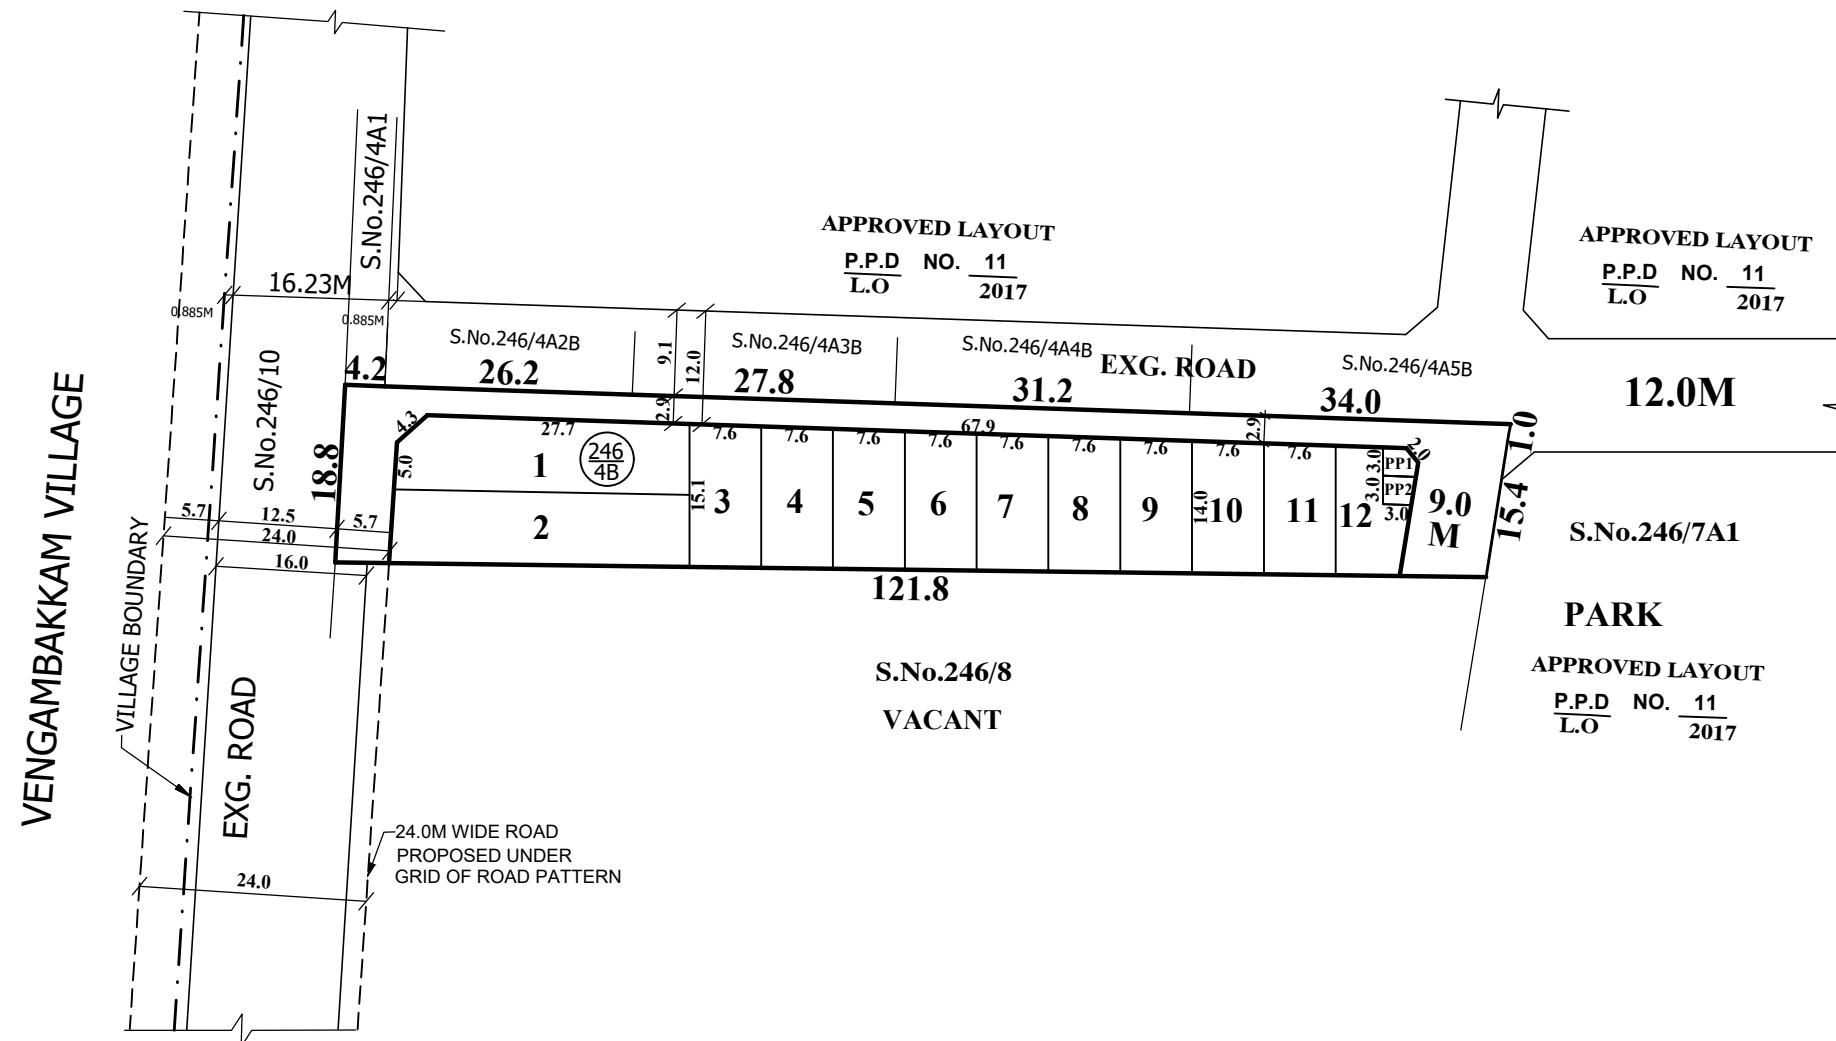 S.No.246/4A1
16.23M
0.885M
0.885M
APPROVED LAYOUT
P.P.D NO. 11
L.O 2017
APPROVED LAYOUT
P.P.D NO. 11
L.O 2017
S.No.246/4A2B
S.No.246/4A3B
S.No.246/4A4B
S.No.246/4A5B
EXG. ROAD
9.1
12.0
4.2
26.2
27.8
31.2
34.0
12.0M
1.0
2.9
67.9
2.9
S.No.246/10
18.8
4.3
27.7
5.0
1
246
4B
7.6
7.6
7.6
7.6
7.6
7.6
7.6
7.6
2.0
3.0
PP1
3.0
PP2
3.0
2
15.1
3
4
5
6
7
8
9
14.0
10
11
12
9.0
M
15.4
S.No.246/7A1
5.7
12.5
5.7
24.0
16.0
121.8
PARK
APPROVED LAYOUT
P.P.D NO. 11
L.O 2017
S.No.246/8
VACANT
VENGAMBAKKAM VILLAGE
VILLAGE BOUNDARY
EXG. ROAD
24.0M WIDE ROAD
PROPOSED UNDER
GRID OF ROAD PATTERN
24.0